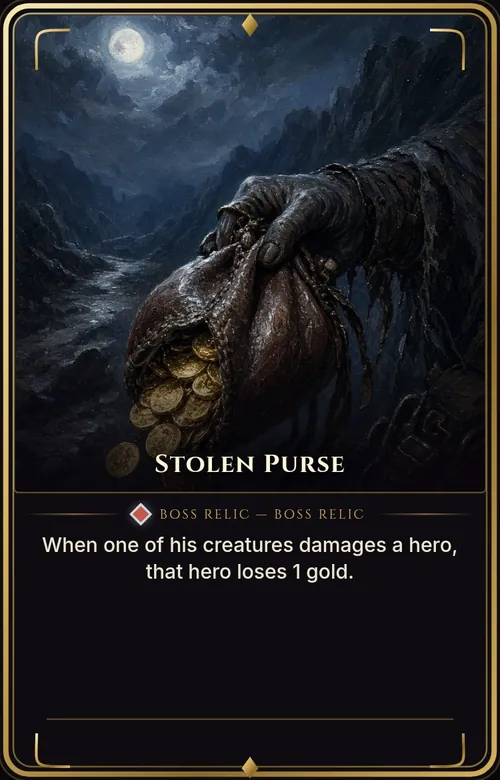 Stolen Purse
BOSS RELIC — BOSS RELIC
When one of his creatures damages a hero,
that hero loses 1 gold.